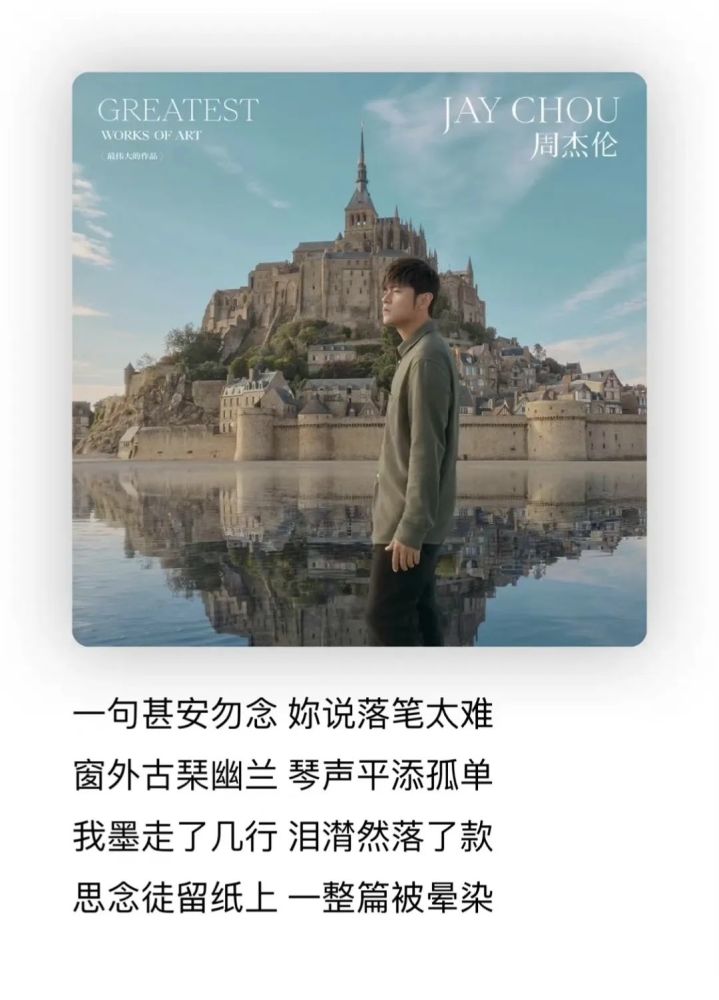 GREATEST
WORKS OF ART
(最伟大的作品)
JAY CHOU
周杰伦
一句甚安勿念 妳说落笔太难
窗外古琹幽兰 琴声平添孤单
我墨走了几行 泪潸然落了款
思念徒留纸上 一整篇被晕染